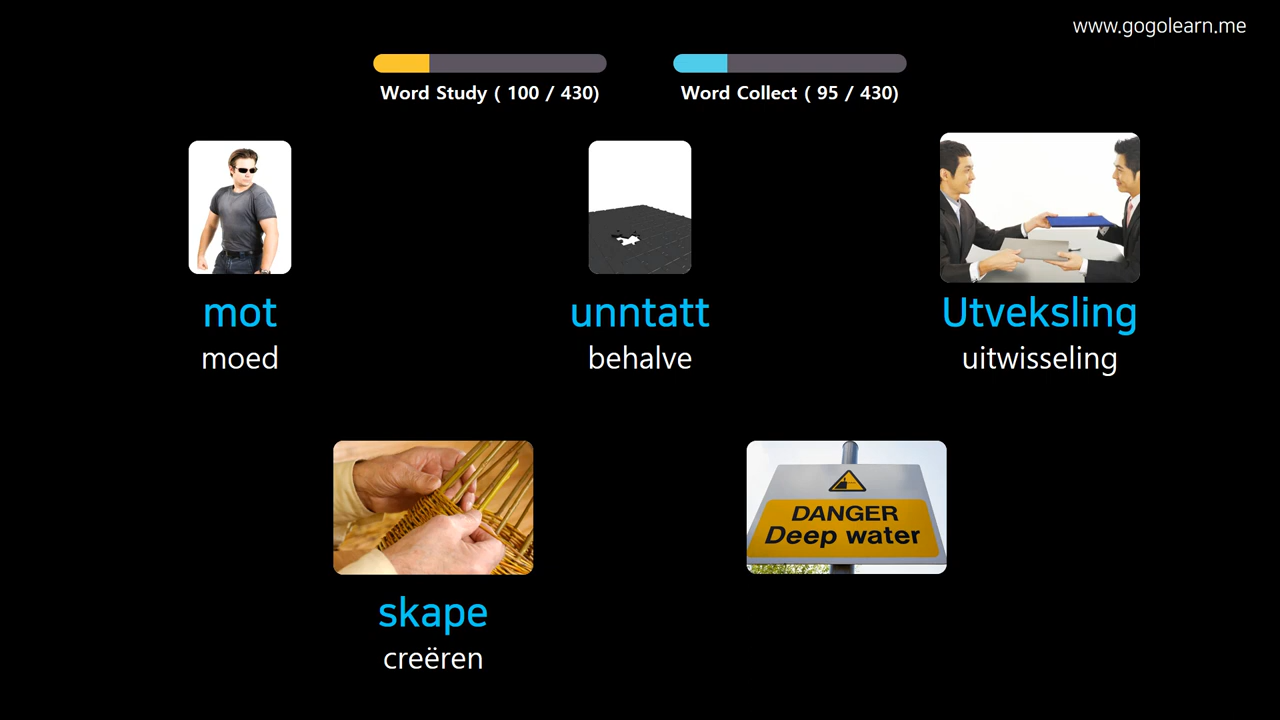 www.gogolearn.me
Word Study ( 100 / 430)
Word Collect ( 95 / 430)
mot
moed
unntatt
behalve
Utveksling
uitwisseling
skape
creëren
DANGER
Deep water